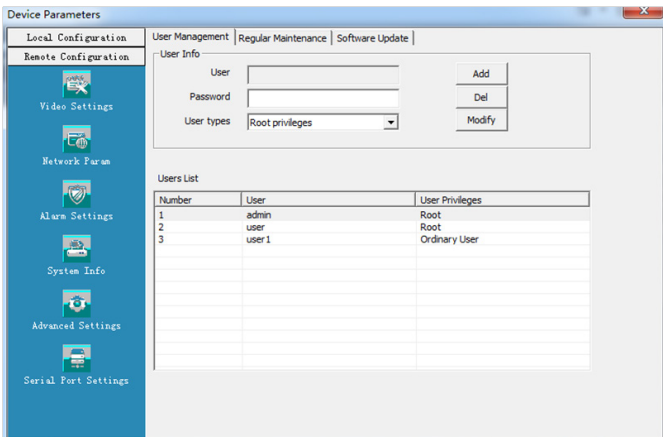 Device Parameters
Local Configuration
Remote Configuration
Video Settings
Network Param
Alarm Settings
System Info
Advanced Settings
Serial Port Settings
User Management Regular Maintenance Software Update
User Info
User Add
Password Del
User types Root privileges Modify
Users List
Number User User Privileges
1 admin Root
2 user Root
3 user1 Ordinary User